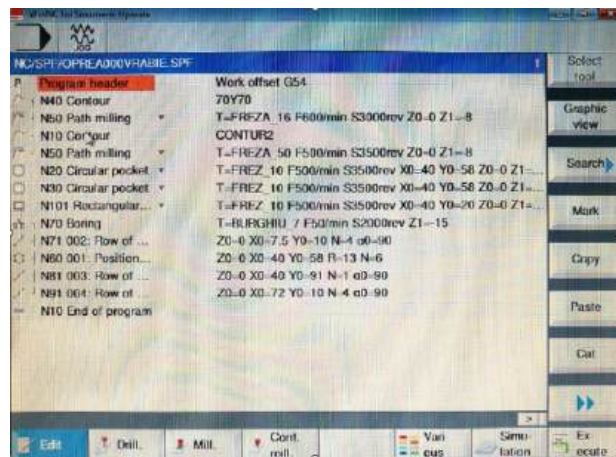 WinNC for Sinumerik Operate
JOG
NC/SPF/OPREA000VRABIE.SPF 1
P Program header Work offset G54
N40 Contour 70Y70
N50 Path milling T=FREZA_16 F600/min S3000rev Z0=0 Z1=-8
N10 Contour CONTUR2
N50 Path milling T=FREZA_50 F500/min S3500rev Z0=0 Z1=-8
N20 Circular pocket T=FREZ_10 F500/min S3500rev X0=40 Y0=58 Z0=0 Z1=...
N30 Circular pocket T=FREZ_10 F500/min S3500rev X0=40 Y0=58 Z0=0 Z1=...
N101 Rectangular... T=FREZ_10 F500/min S3500rev X0=40 Y0=20 Z0=0 Z1=...
N70 Boring T=BURGHIU_7 F50/min S2000rev Z1=-15
N71 002: Row of ... Z0=0 X0=7.5 Y0=10 N=4 α0=90
N60 001: Position... Z0=0 X0=40 Y0=58 R=13 N=6
N81 003: Row of ... Z0=0 X0=40 Y0=91 N=1 α0=90
N91 004: Row of ... Z0=0 X0=72 Y0=10 N=4 α0=90
N10 End of program
Select
tool
Graphic
view
Search
Mark
Copy
Paste
Cut
Edit
Drill.
Mill.
Cont.
mill.
Vari
ous
Simu-
lation
Ex
ecute